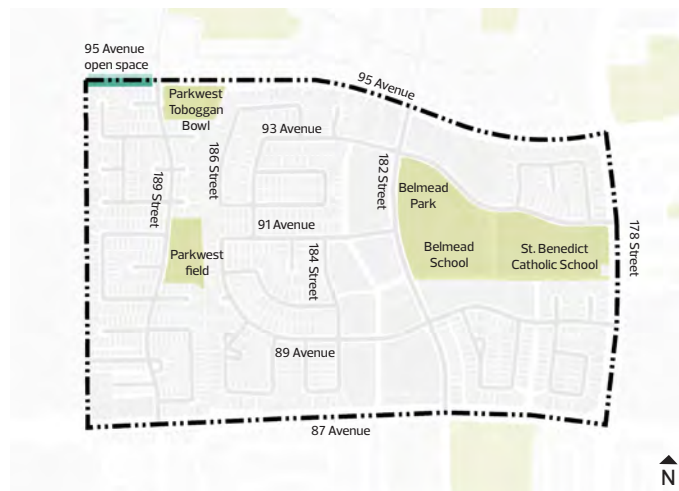 95 Avenue
open space
95 Avenue
Parkwest
Toboggan
Bowl
93 Avenue
186 Street
182 Street
189 Street
Belmead
Park
91 Avenue
178 Street
Parkwest
field
184 Street
Belmead
School
St. Benedict
Catholic School
89 Avenue
87 Avenue
N